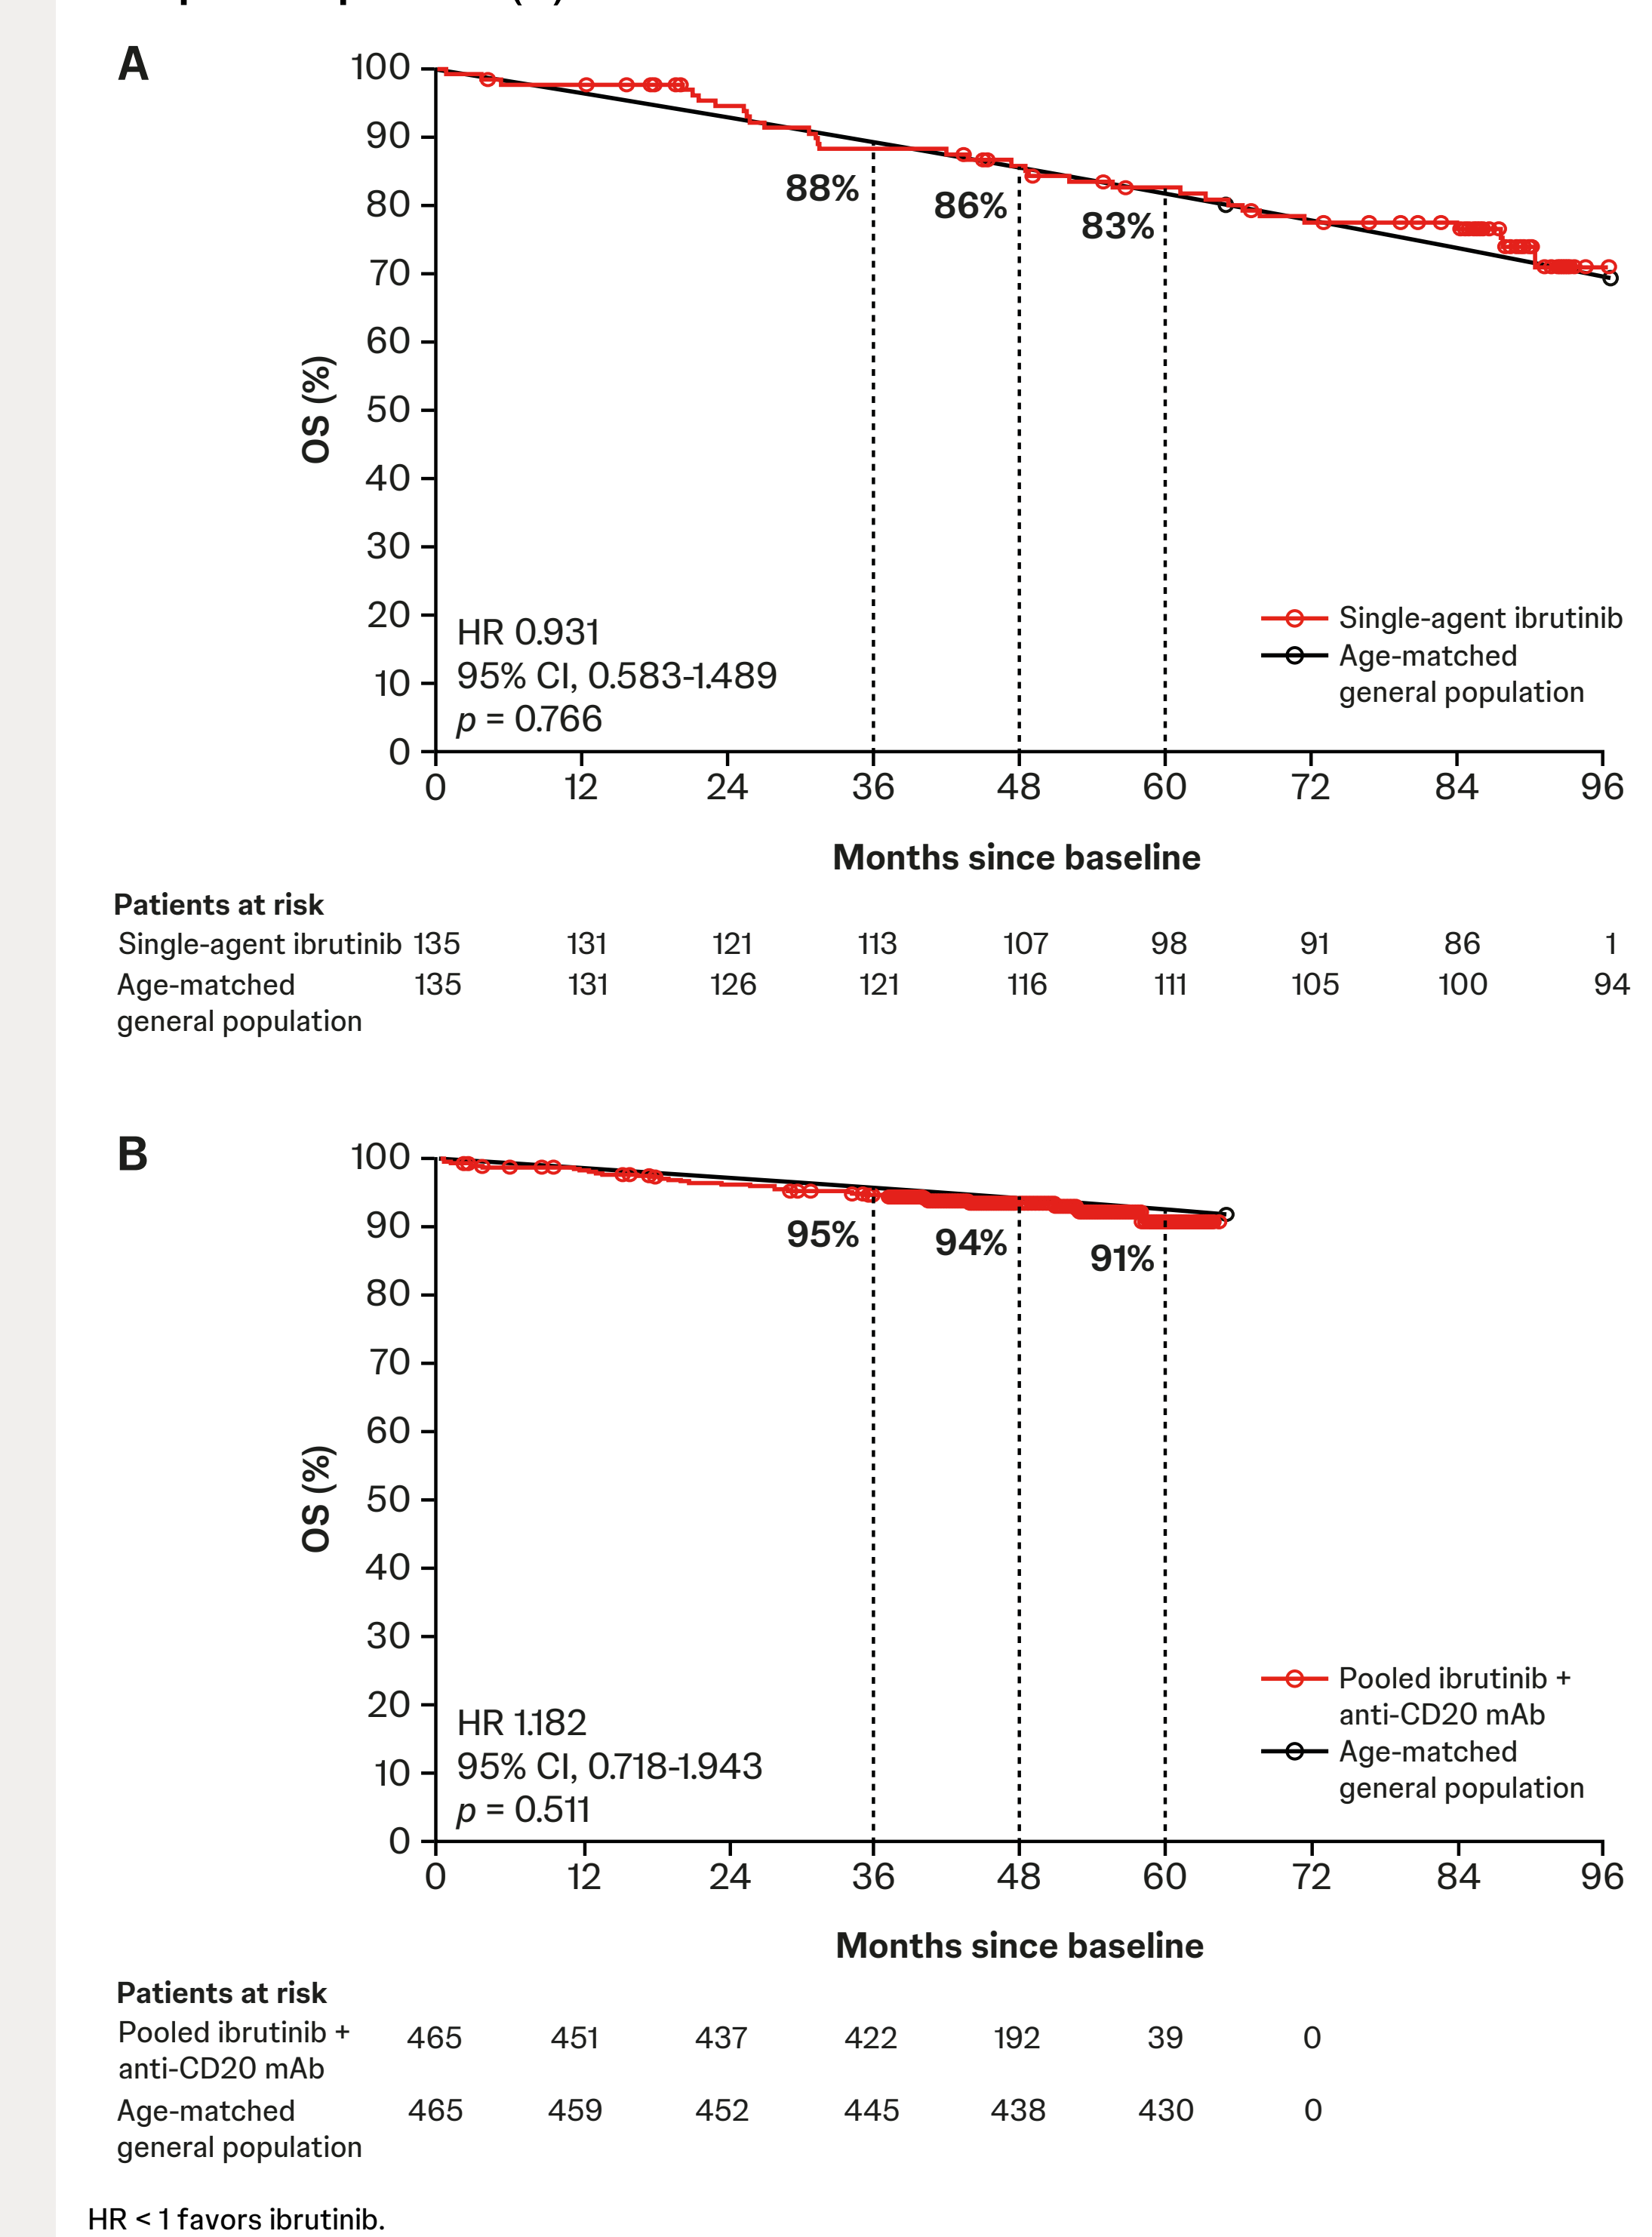 A
100
90
80
70
60
50
40
30
20
10
0
OS (%)
88%
86%
83%
HR 0.931
95% CI, 0.583-1.489
p = 0.766
Single-agent ibrutinib
Age-matched
general population
0 12 24 36 48 60 72 84 96
Months since baseline
Patients at risk
Single-agent ibrutinib 135 131 121 113 107 98 91 86 1
Age-matched 135 131 126 121 116 111 105 100 94
general population
B
100
90
80
70
60
50
40
30
20
10
0
OS (%)
95%
94%
91%
HR 1.182
95% CI, 0.718-1.943
p = 0.511
Pooled ibrutinib +
anti-CD20 mAb
Age-matched
general population
0 12 24 36 48 60 72 84 96
Months since baseline
Patients at risk
Pooled ibrutinib + 465 451 437 422 192 39 0
anti-CD20 mAb
Age-matched 465 459 452 445 438 430 0
general population
HR < 1 favors ibrutinib.